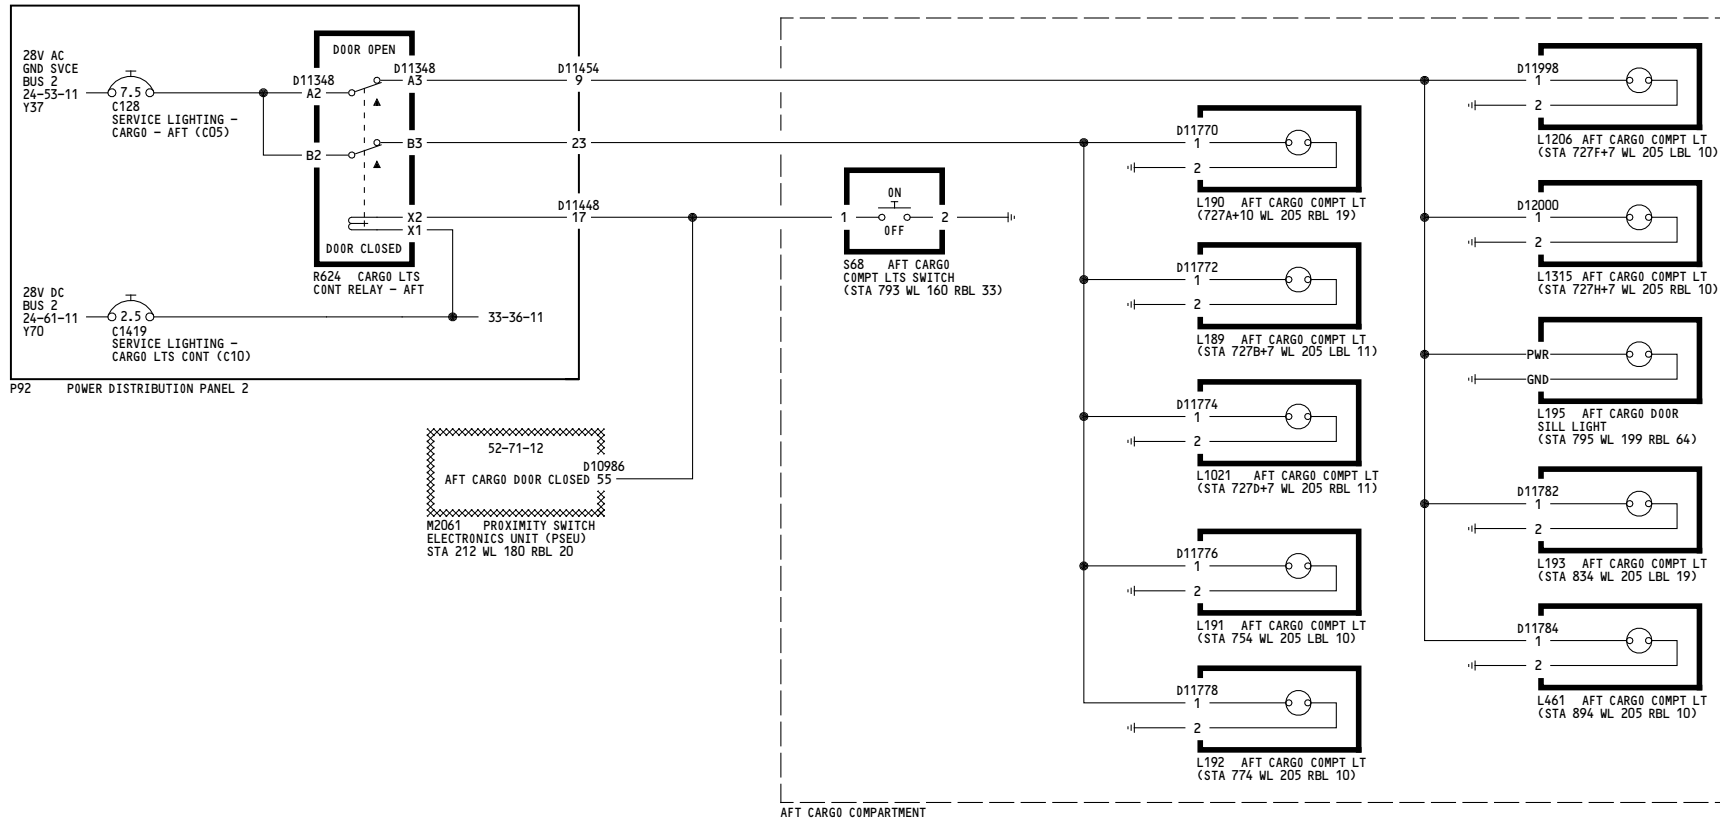 28V AC
GND SVCE
BUS 2
24-53-11
Y37
7.5
C128
SERVICE LIGHTING -
CARGO - AFT (C05)
DOOR OPEN
D11348
A2
D11348
A3
B2
B3
X2
X1
DOOR CLOSED
R624 CARGO LTS
CONT RELAY - AFT
28V DC
BUS 2
24-61-11
Y70
2.5
C1419
SERVICE LIGHTING -
CARGO LTS CONT (C10)
33-36-11
D11454
9
23
D11448
17
P92 POWER DISTRIBUTION PANEL 2
52-71-12
D10986
AFT CARGO DOOR CLOSED 55
M2061 PROXIMITY SWITCH
ELECTRONICS UNIT (PSEU)
STA 212 WL 180 RBL 20
1
ON
OFF
2
S68 AFT CARGO
COMPT LTS SWITCH
(STA 793 WL 160 RBL 33)
D11770
1
2
L190 AFT CARGO COMPT LT
(727A+10 WL 205 RBL 19)
D11772
1
2
L189 AFT CARGO COMPT LT
(STA 727B+7 WL 205 LBL 11)
D11774
1
2
L1021 AFT CARGO COMPT LT
(STA 727D+7 WL 205 RBL 11)
D11776
1
2
L191 AFT CARGO COMPT LT
(STA 754 WL 205 LBL 10)
D11778
1
2
L192 AFT CARGO COMPT LT
(STA 774 WL 205 RBL 10)
D11998
1
2
L1206 AFT CARGO COMPT LT
(STA 727F+7 WL 205 LBL 10)
D12000
1
2
L1315 AFT CARGO COMPT LT
(STA 727H+7 WL 205 RBL 10)
PWR
GND
L195 AFT CARGO DOOR
SILL LIGHT
(STA 795 WL 199 RBL 64)
D11782
1
2
L193 AFT CARGO COMPT LT
(STA 834 WL 205 LBL 19)
D11784
1
2
L461 AFT CARGO COMPT LT
(STA 894 WL 205 RBL 10)
AFT CARGO COMPARTMENT